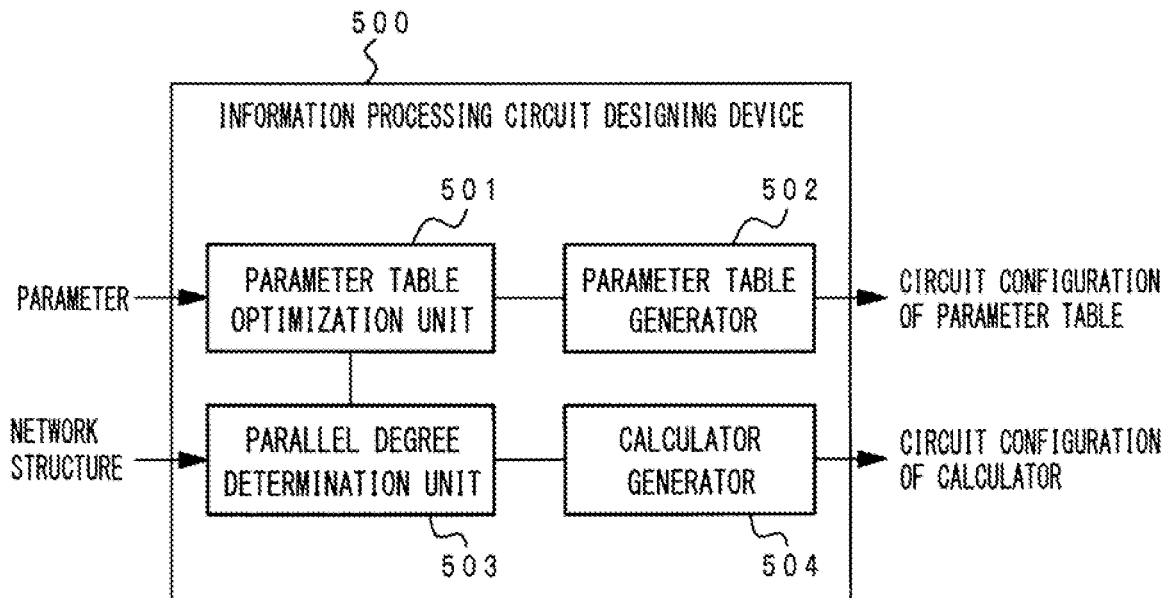 500
INFORMATION PROCESSING CIRCUIT DESIGNING DEVICE
501
502
PARAMETER
PARAMETER TABLE
OPTIMIZATION UNIT
PARAMETER TABLE
GENERATOR
CIRCUIT CONFIGURATION
OF PARAMETER TABLE
NETWORK
STRUCTURE
PARALLEL DEGREE
DETERMINATION UNIT
CALCULATOR
GENERATOR
CIRCUIT CONFIGURATION
OF CALCULATOR
503
504